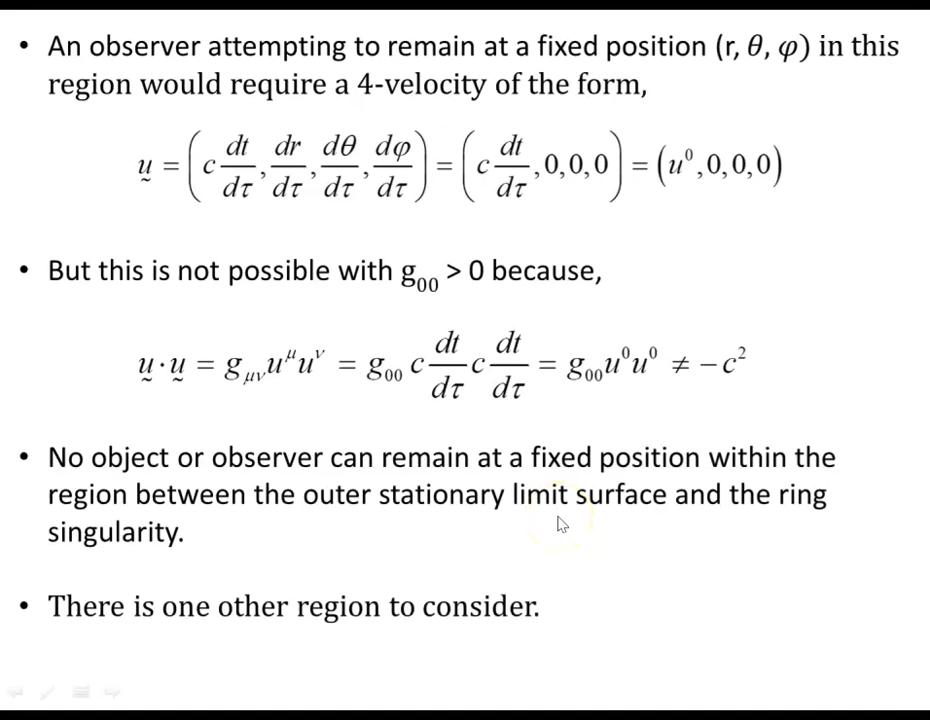 • An observer attempting to remain at a fixed position (r, θ, φ) in this
region would require a 4-velocity of the form,
ṵ = (c dt/dτ, dr/dτ, dθ/dτ, dφ/dτ) = (c dt/dτ, 0, 0, 0) = (u⁰, 0, 0, 0)
• But this is not possible with g₀₀ > 0 because,
ṵ · ṵ = g_μν u^μ u^ν = g₀₀ c dt/dτ c dt/dτ = g₀₀u⁰u⁰ ≠ −c²
• No object or observer can remain at a fixed position within the
region between the outer stationary limit surface and the ring
singularity.
• There is one other region to consider.